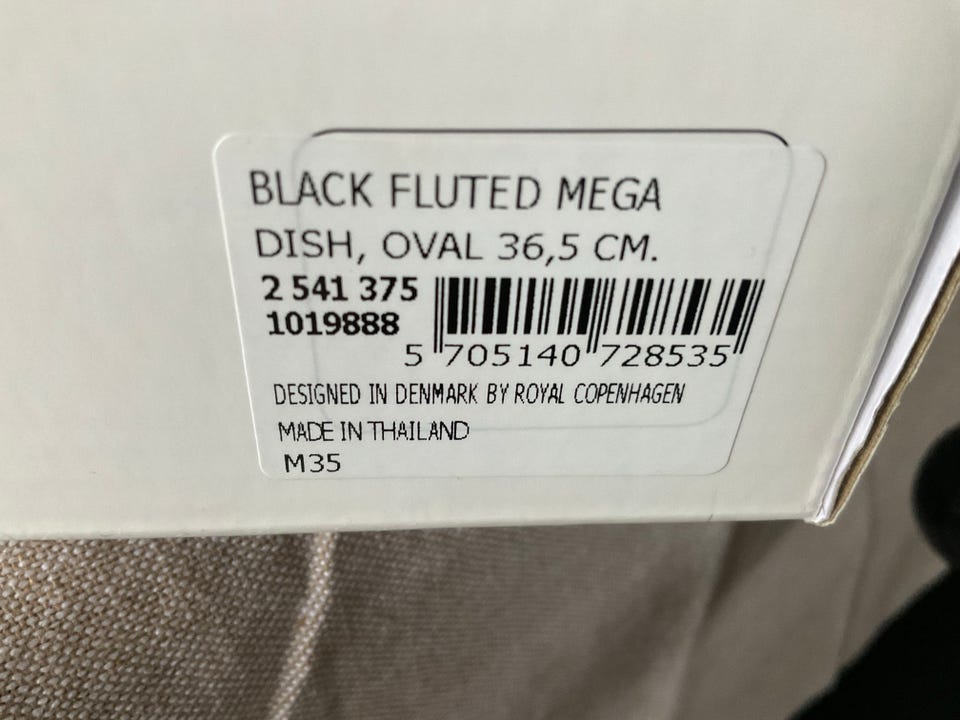 BLACK FLUTED MEGA
DISH, OVAL 36,5 CM.
2 541 375
1019888
5 705140 728535
DESIGNED IN DENMARK BY ROYAL COPENHAGEN
MADE IN THAILAND
M35